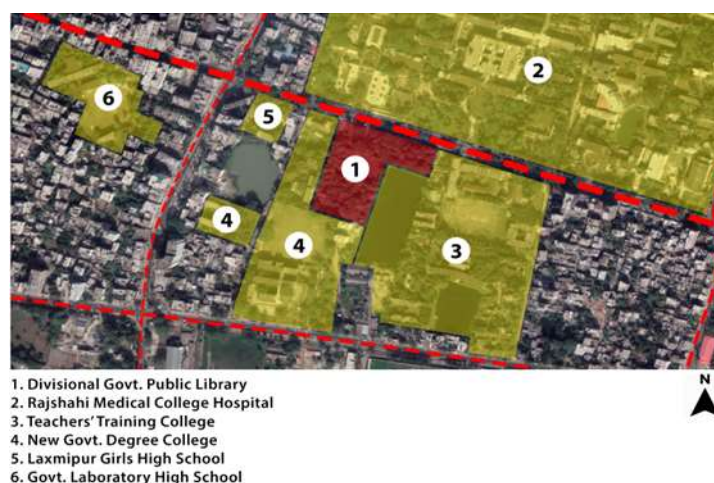 2
6
5
1
4
4
3
N
1. Divisional Govt. Public Library
2. Rajshahi Medical College Hospital
3. Teachers' Training College
4. New Govt. Degree College
5. Laxmipur Girls High School
6. Govt. Laboratory High School